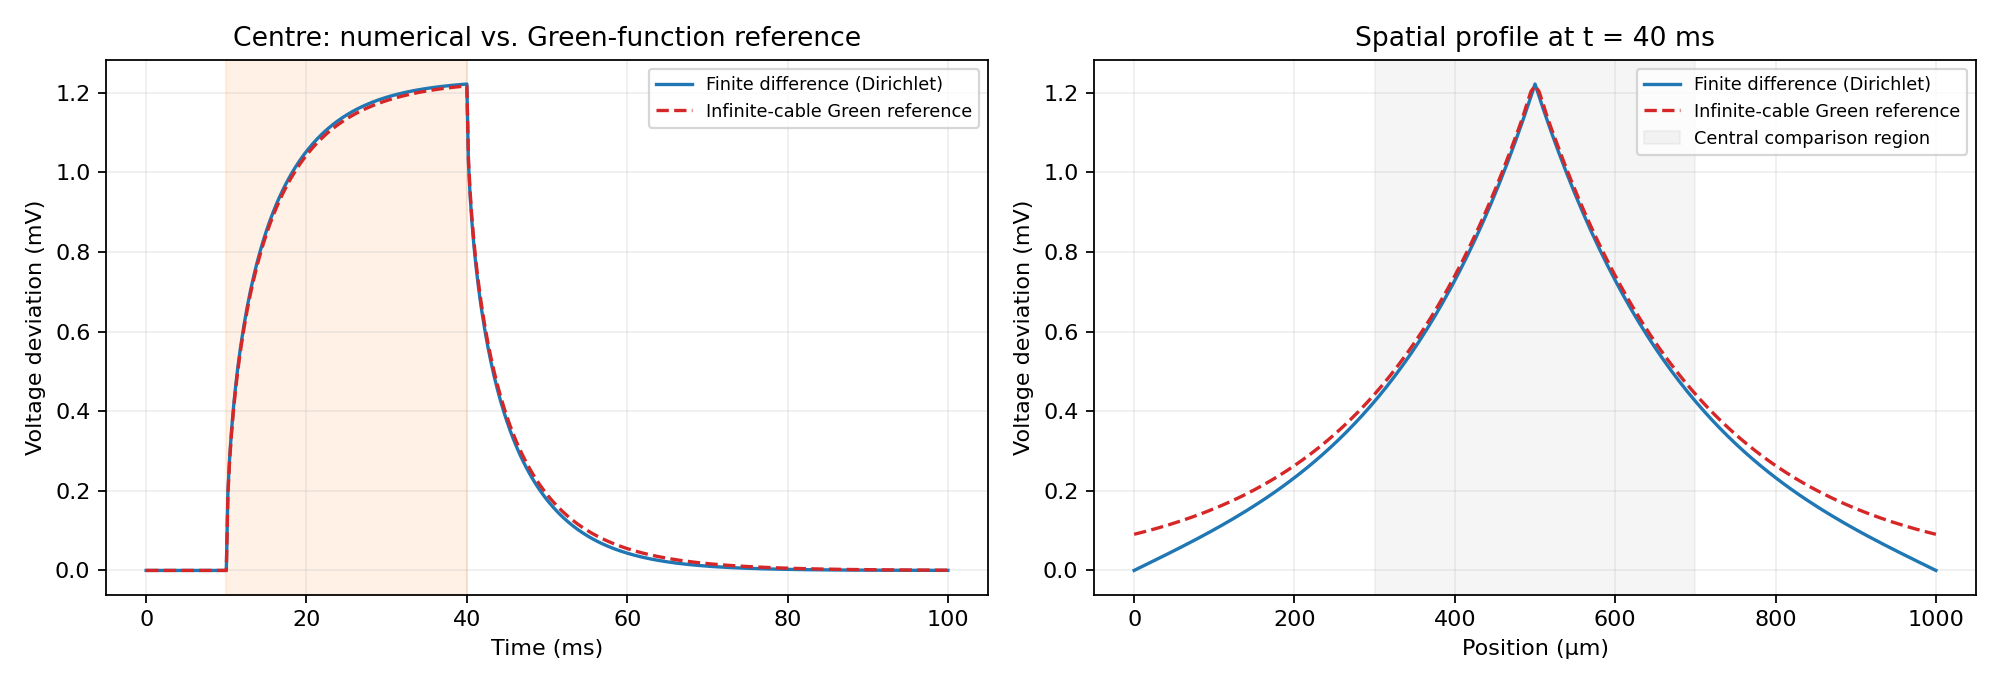 Centre: numerical vs. Green-function reference
Voltage deviation (mV)
1.2
1.0
0.8
0.6
0.4
0.2
0.0
Finite difference (Dirichlet)
Infinite-cable Green reference
0 20 40 60 80 100
Time (ms)
Spatial profile at t = 40 ms
Voltage deviation (mV)
1.2
1.0
0.8
0.6
0.4
0.2
0.0
Finite difference (Dirichlet)
Infinite-cable Green reference
Central comparison region
0 200 400 600 800 1000
Position (µm)